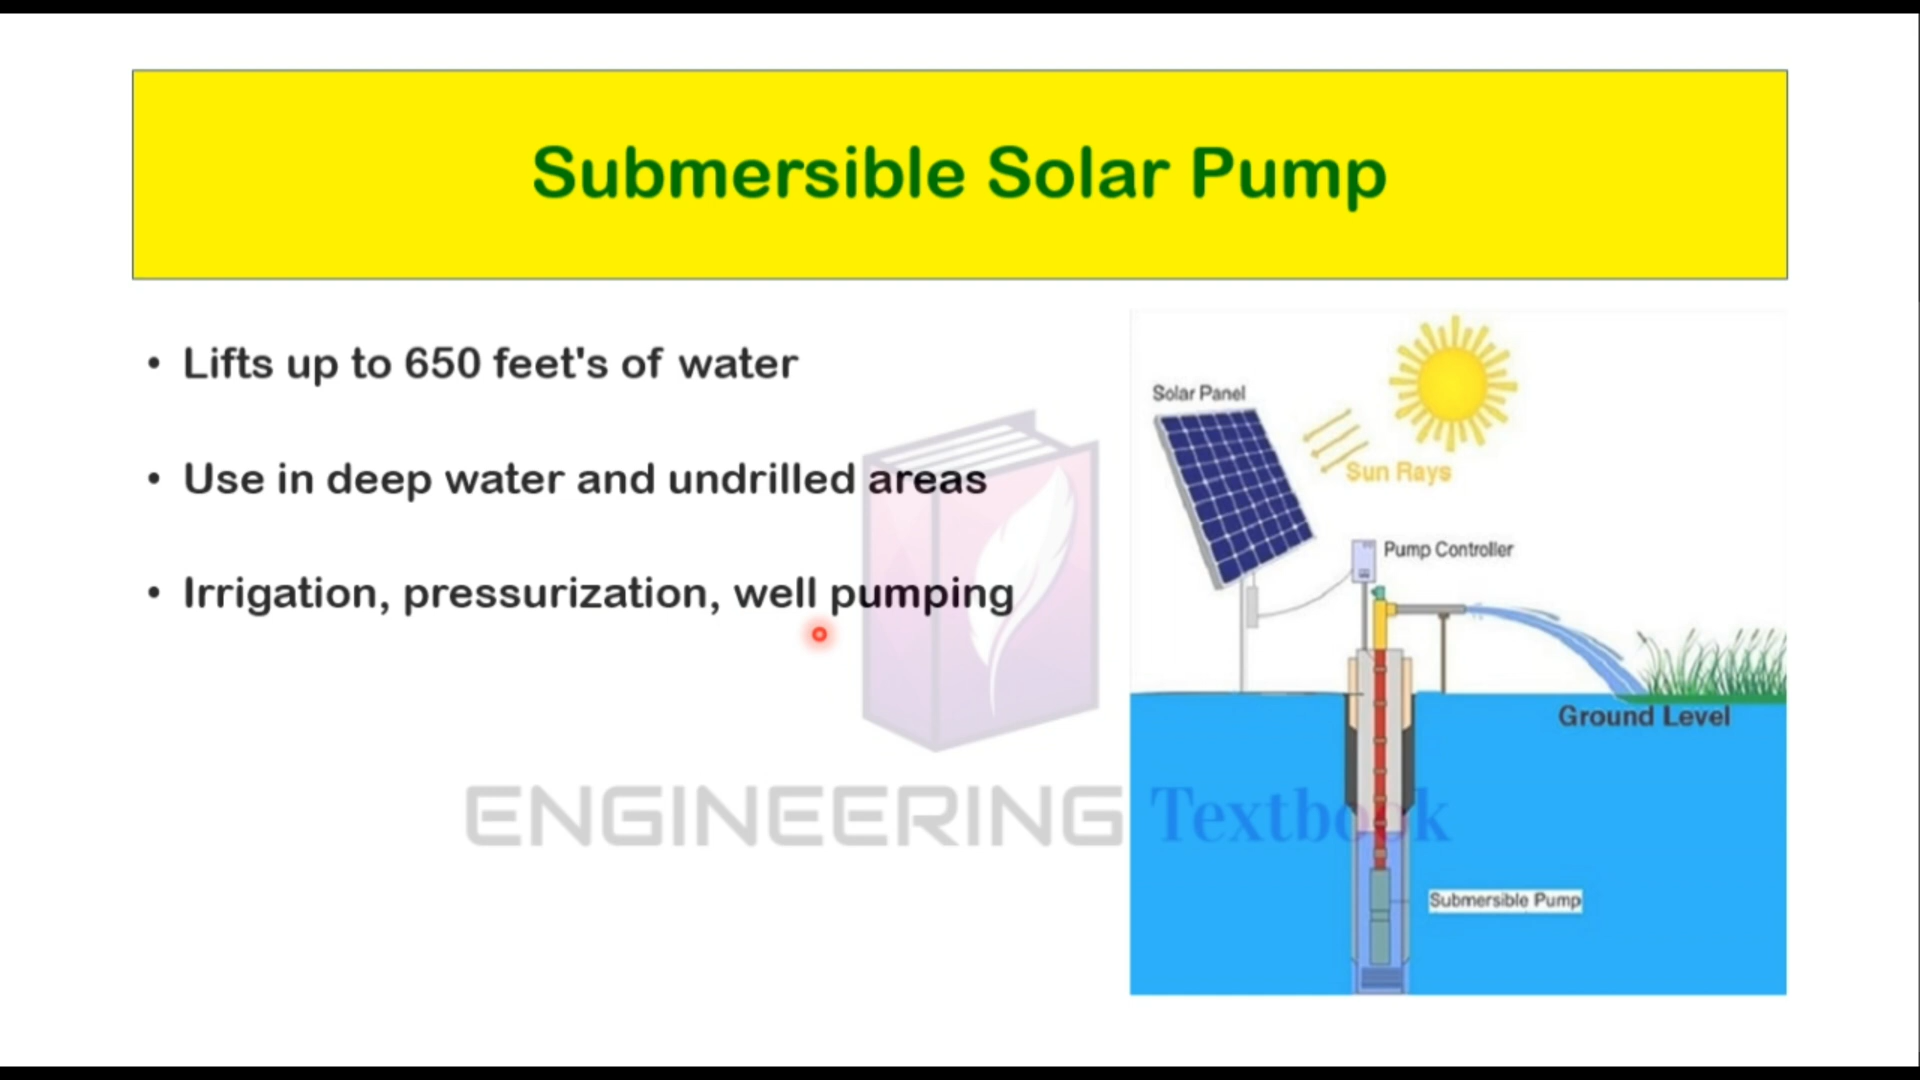 Submersible Solar Pump
• Lifts up to 650 feet's of water
• Use in deep water and undrilled areas
• Irrigation, pressurization, well pumping
Solar Panel
Sun Rays
Pump Controller
Ground Level
ENGINEERING Textbook
Submersible Pump